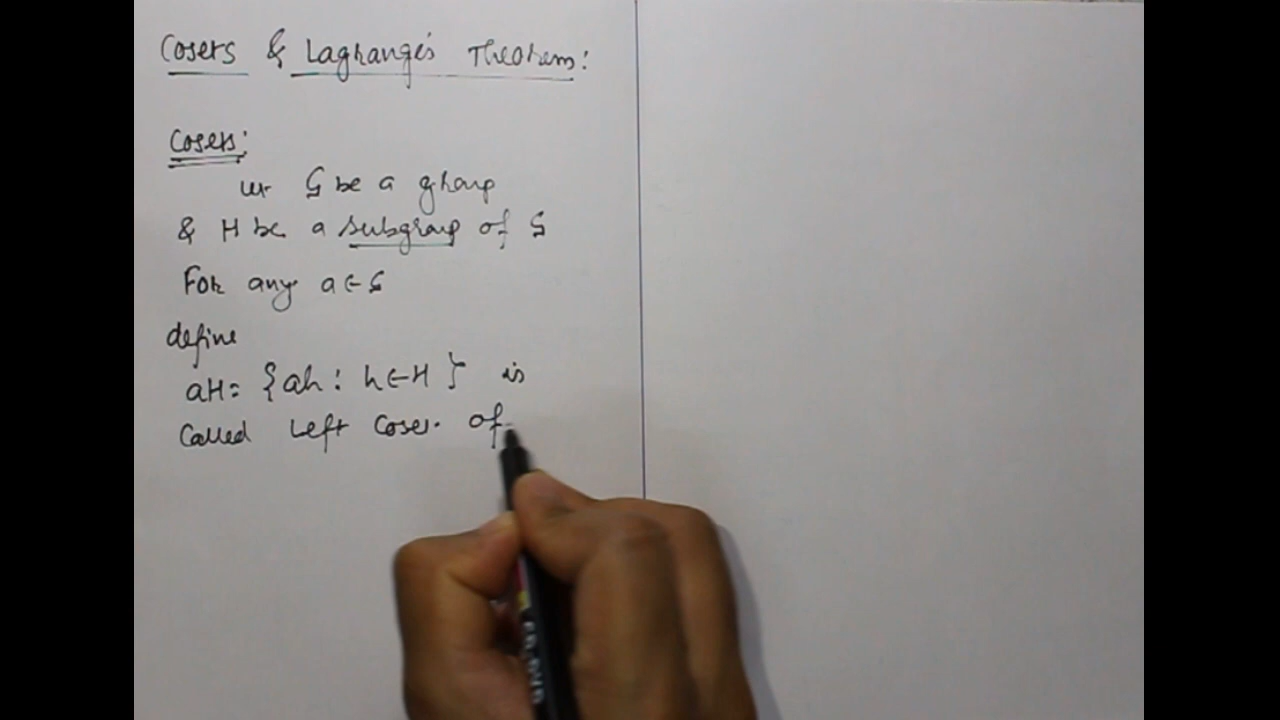 Cosets & Lagrange's Theorem:
Cosets:
Let G be a group
& H be a subgroup of G
For any a ∈ G
define
aH = {ah : h ∈ H } is
Called Left Coset of